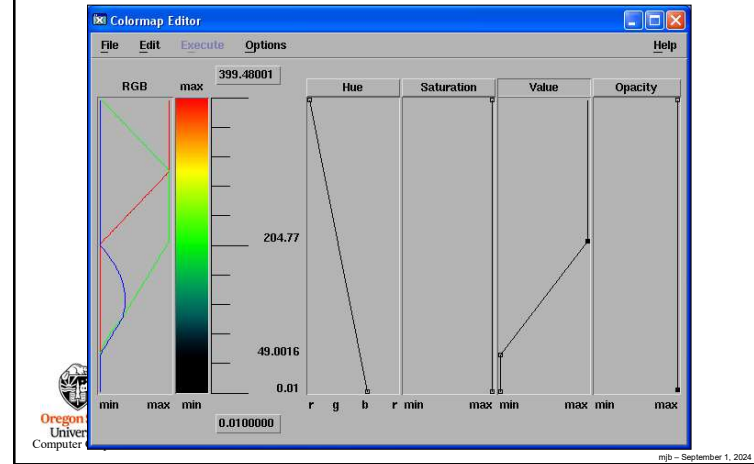 Colormap Editor
File Edit Execute Options Help
399.48001
RGB max Hue Saturation Value Opacity
204.77
49.0016
0.01
min max min r g b r min max min max min max
0.0100000
Oregon
Univer
Computer
mjb – September 1, 2024